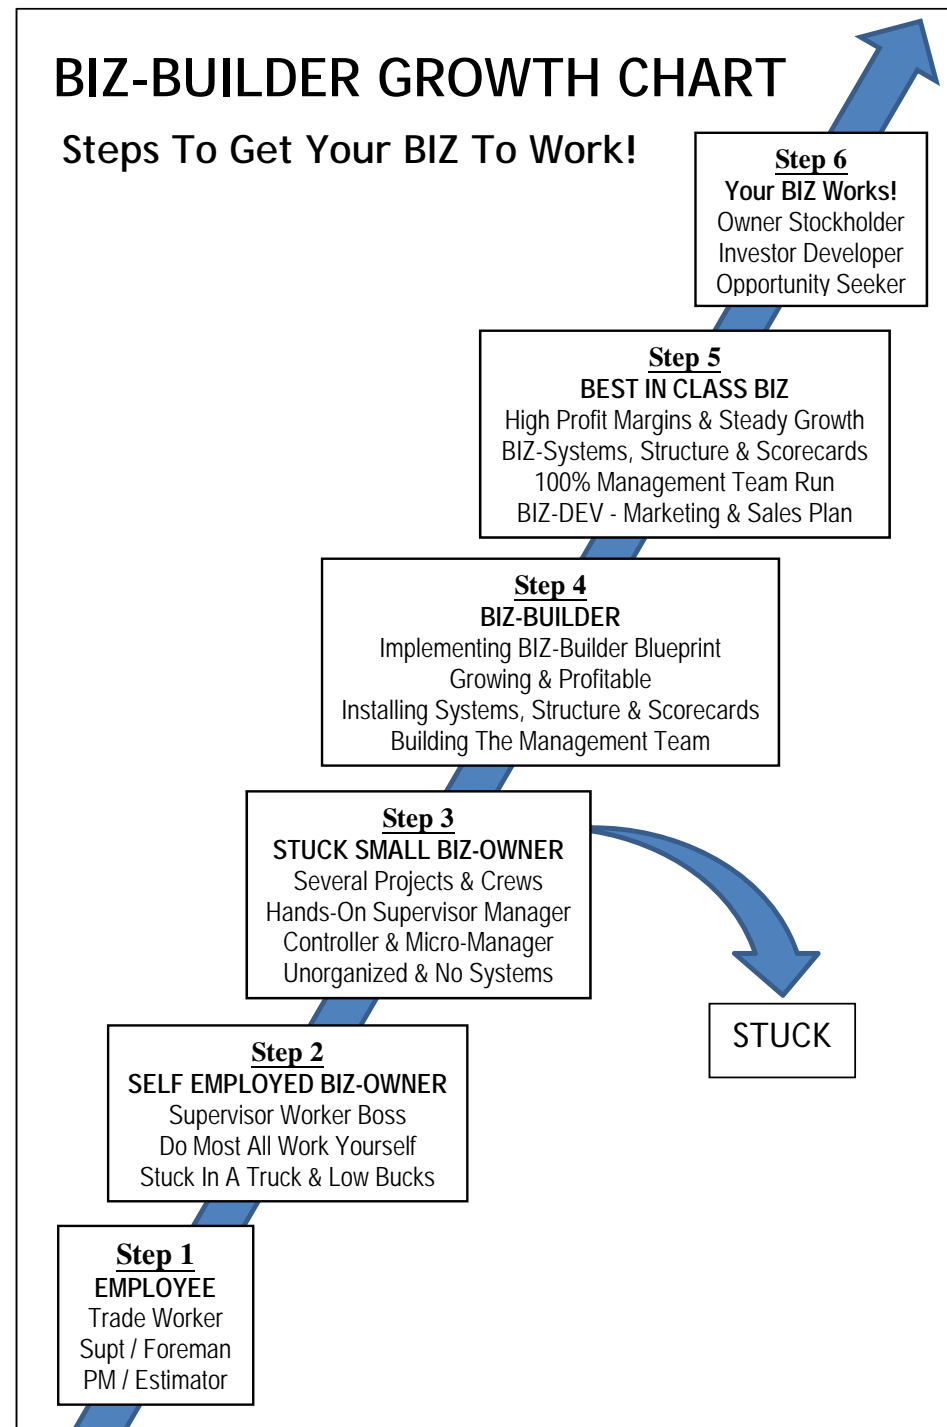 BIZ-BUILDER GROWTH CHART
Steps To Get Your BIZ To Work!
Step 6
Your BIZ Works!
Owner Stockholder
Investor Developer
Opportunity Seeker
Step 5
BEST IN CLASS BIZ
High Profit Margins & Steady Growth
BIZ-Systems, Structure & Scorecards
100% Management Team Run
BIZ-DEV - Marketing & Sales Plan
Step 4
BIZ-BUILDER
Implementing BIZ-Builder Blueprint
Growing & Profitable
Installing Systems, Structure & Scorecards
Building The Management Team
Step 3
STUCK SMALL BIZ-OWNER
Several Projects & Crews
Hands-On Supervisor Manager
Controller & Micro-Manager
Unorganized & No Systems
STUCK
Step 2
SELF EMPLOYED BIZ-OWNER
Supervisor Worker Boss
Do Most All Work Yourself
Stuck In A Truck & Low Bucks
Step 1
EMPLOYEE
Trade Worker
Supt / Foreman
PM / Estimator